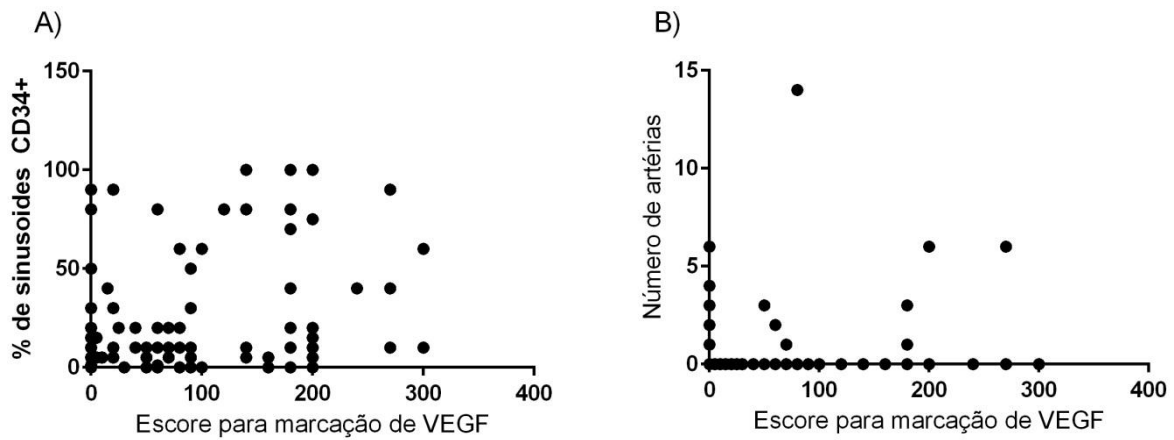 A)
% de sinusoides CD34+
150
100
50
0
0 100 200 300 400
Escore para marcação de VEGF
B)
Número de artérias
15
10
5
0
0 100 200 300 400
Escore para marcação de VEGF